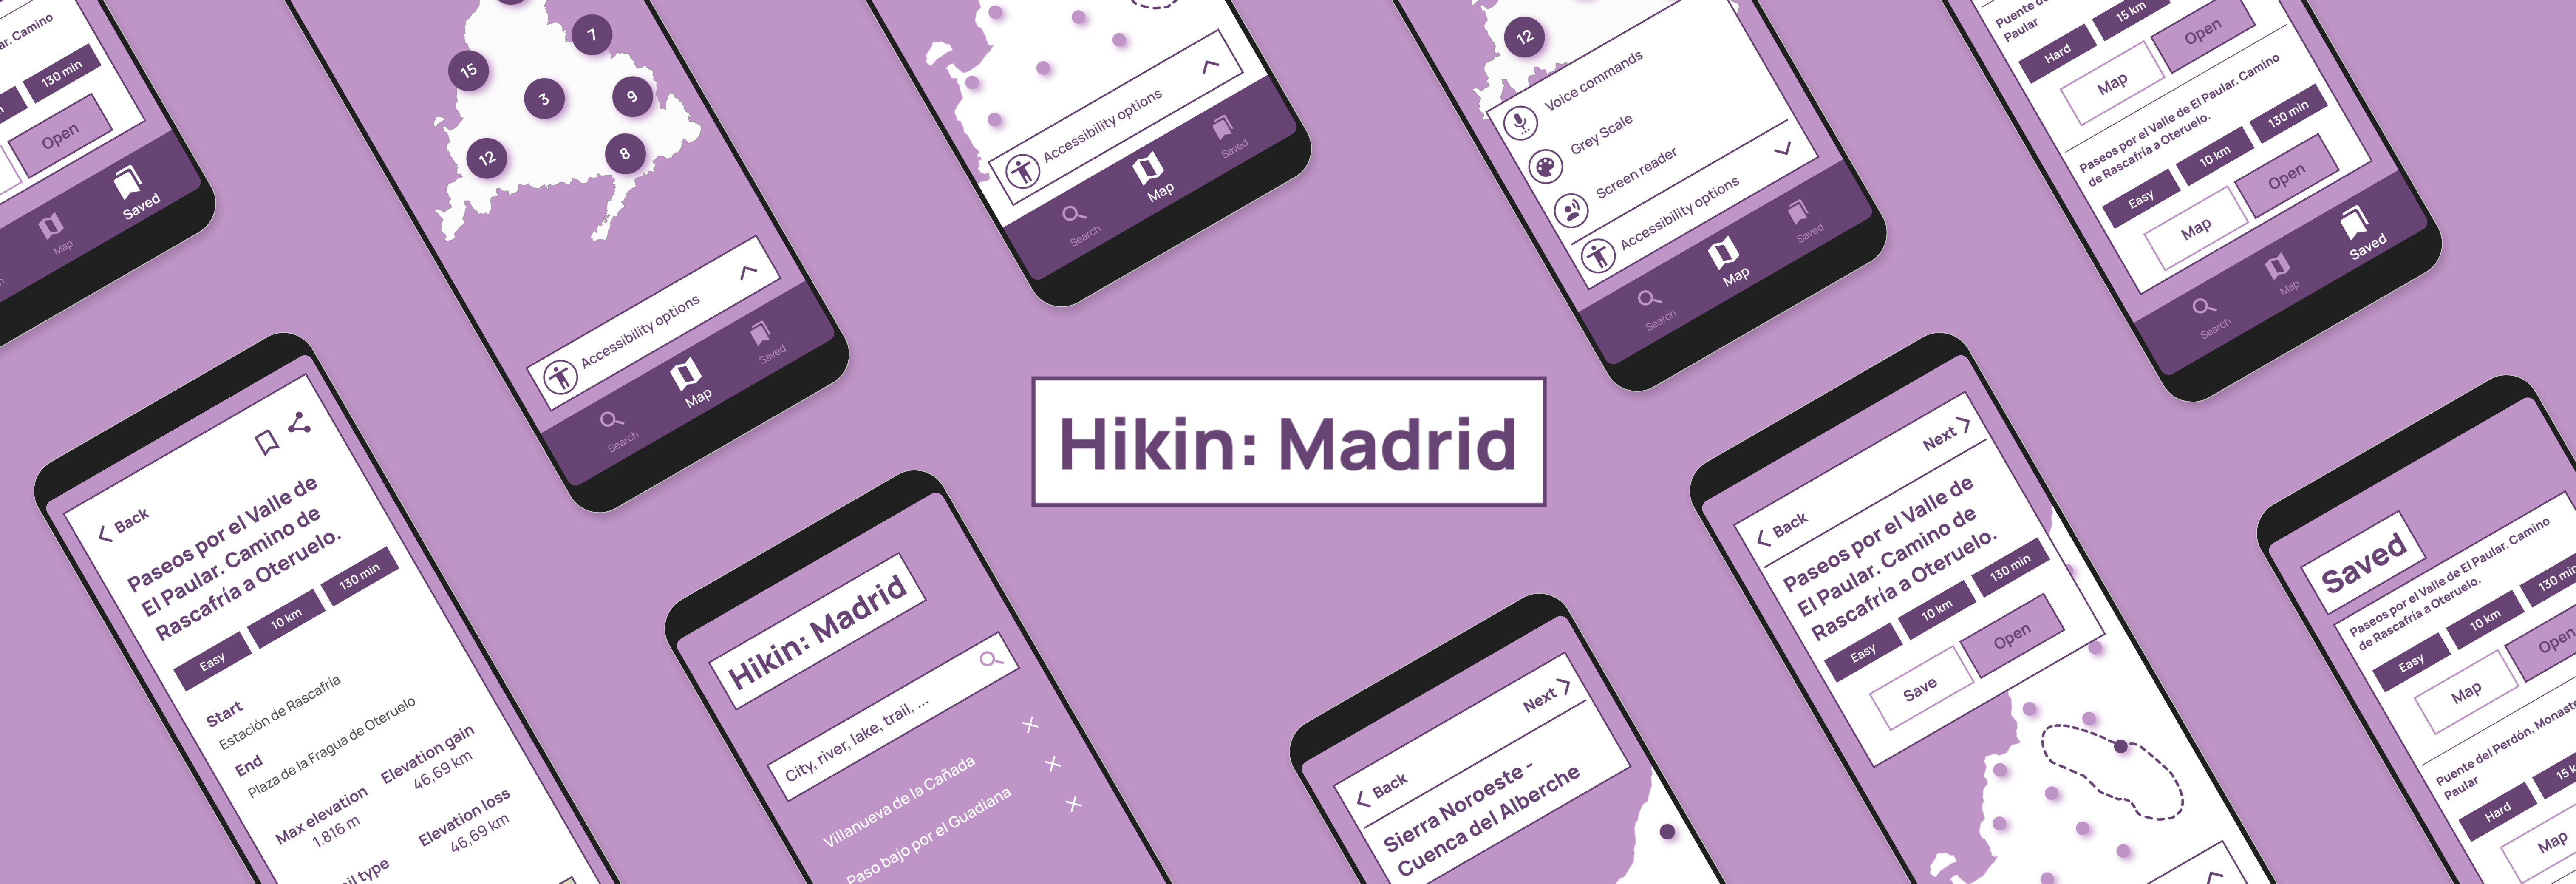 ar. Camino
130 min
Open
Map
Saved
7
15
3
9
12
8
Accessibility options
Search
Map
Saved
Accessibility options
Search
Map
Saved
12
Voice commands
Grey Scale
Screen reader
Accessibility options
Search
Map
Saved
Paular
Hard
15 km
Map
Open
Paseos por el Valle de El Paular. Camino
de Rascafría a Oteruelo.
Easy
10 km
130 min
Map
Open
Search
Map
Saved
Hikin: Madrid
Back
Paseos por el Valle de
El Paular. Camino de
Rascafría a Oteruelo.
Easy
10 km
130 min
Start
Estación de Rascafría
End
Plaza de la Fragua de Oteruelo
Max elevation
1.816 m
Elevation gain
46,69 km
Elevation loss
46,69 km
type
Hikin: Madrid
City, river, lake, trail, ...
Villanueva de la Cañada
Paso bajo por el Guadiana
Back
Next
Sierra Noroeste -
Cuenca del Alberche
Back
Next
Paseos por el Valle de
El Paular. Camino de
Rascafría a Oteruelo.
Easy
10 km
130 min
Save
Open
Saved
Paseos por el Valle de El Paular. Camino
de Rascafría a Oteruelo.
Easy
10 km
130 min
Map
Open
Puente del Perdón, Monast
Paular
Hard
15 k
Map